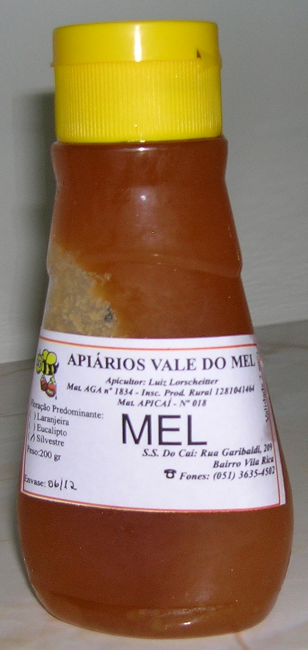 APIÁRIOS VALE DO MEL
Apicultor: Luiz Lorscheitter
Mat. AGA nº 1834 - Insc. Prod. Rural 1281041464
Mat. APICAÍ - Nº 018
Floração Predominante:
( ) Laranjeira
( ) Eucalipto
(/) Silvestre
Peso: 200 gr
MEL
S.S. Do Caí: Rua Garibaldi, 209
Bairro Vila Rica
☎ Fones: (051) 3635-4502
Envase: 06/12